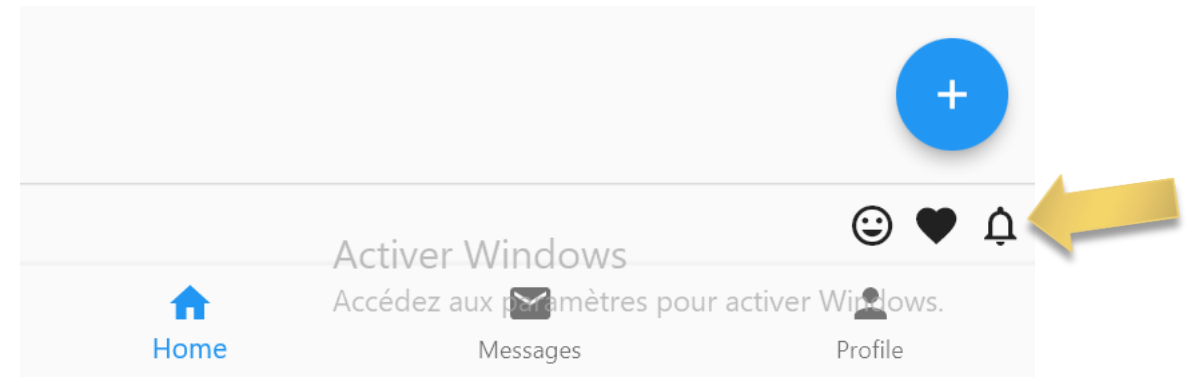 Activer Windows
Accédez aux paramètres pour activer Windows.
Home
Messages
Profile